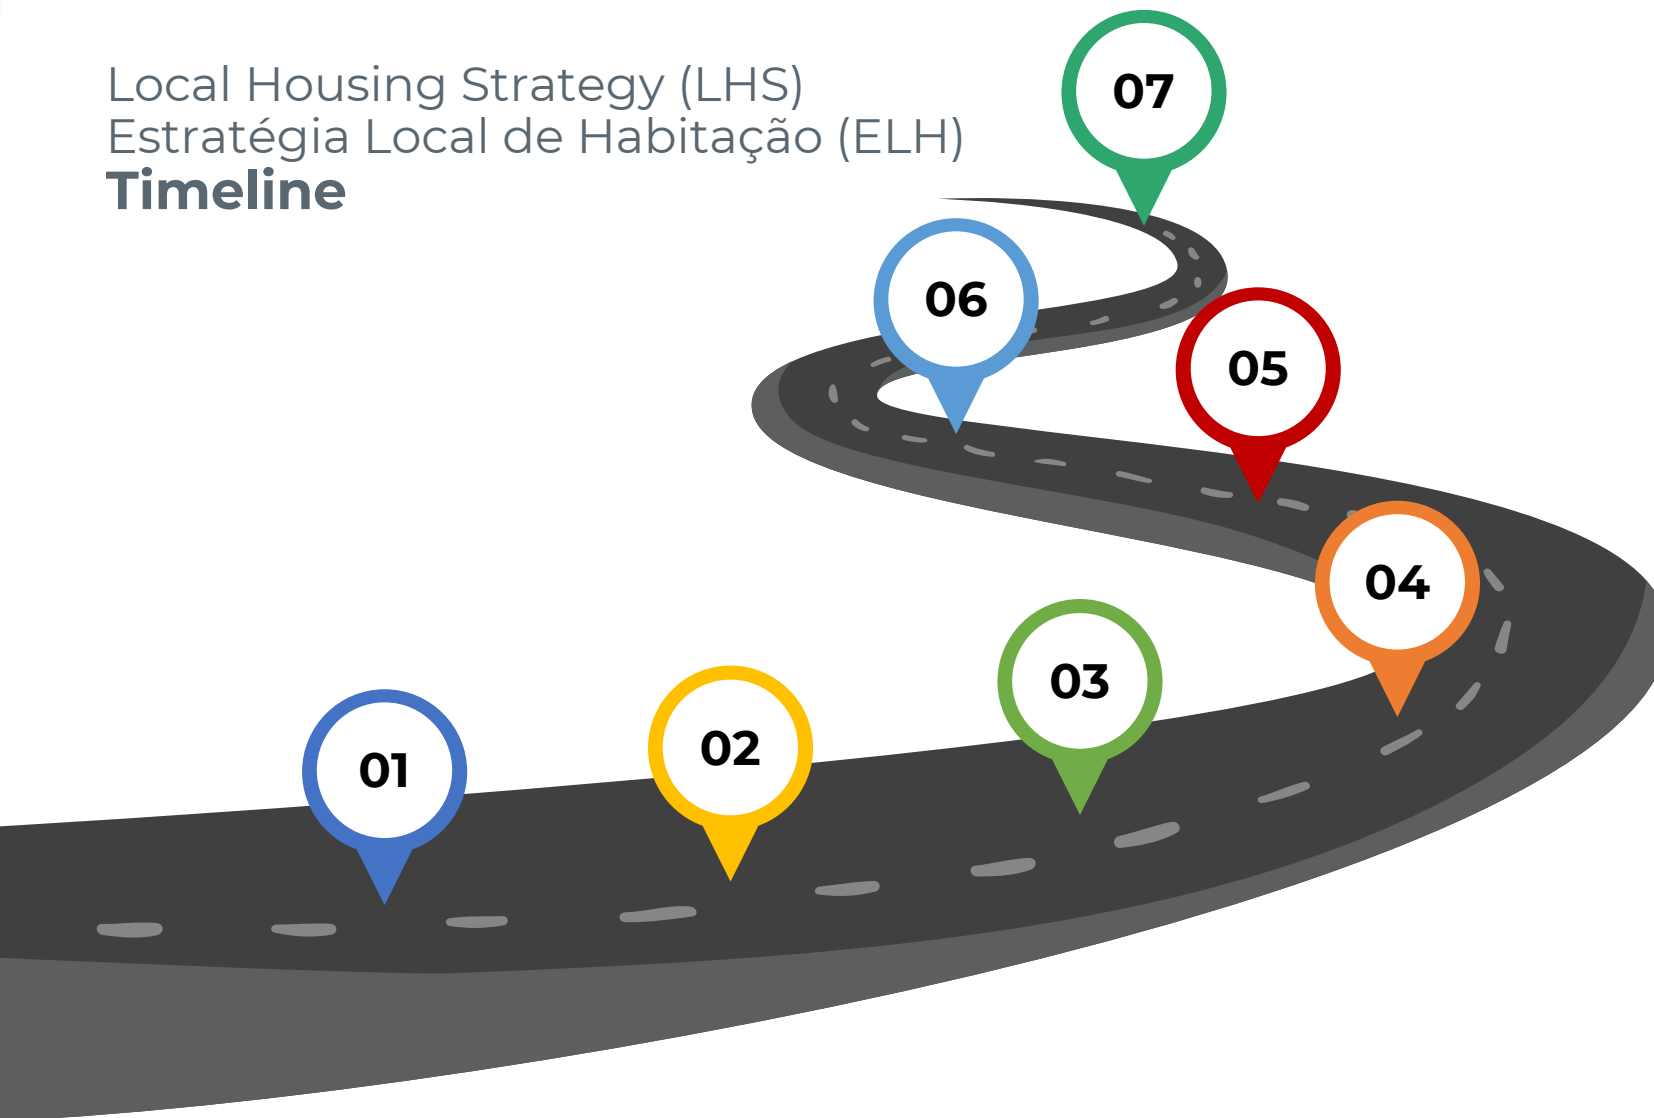 Local Housing Strategy (LHS)
Estratégia Local de Habitação (ELH)
Timeline
07
06
05
04
03
02
01